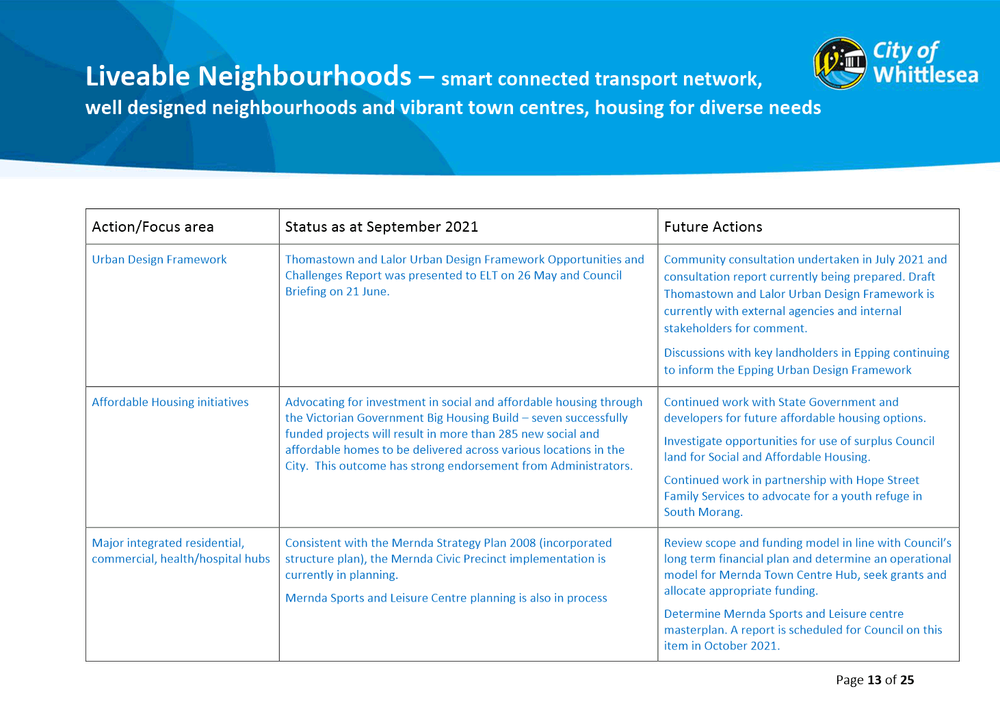 Liveable Neighbourhoods – smart connected transport network,
well designed neighbourhoods and vibrant town centres, housing for diverse needs
City of
Whittlesea
Action/Focus area
Status as at September 2021
Future Actions
Urban Design Framework
Thomastown and Lalor Urban Design Framework Opportunities and
Challenges Report was presented to ELT on 26 May and Council
Briefing on 21 June.
Community consultation undertaken in July 2021 and
consultation report currently being prepared. Draft
Thomastown and Lalor Urban Design Framework is
currently with external agencies and internal
stakeholders for comment.
Discussions with key landholders in Epping continuing
to inform the Epping Urban Design Framework
Affordable Housing initiatives
Advocating for investment in social and affordable housing through
the Victorian Government Big Housing Build – seven successfully
funded projects will result in more than 285 new social and
affordable homes to be delivered across various locations in the
City.  This outcome has strong endorsement from Administrators.
Continued work with State Government and
developers for future affordable housing options.
Investigate opportunities for use of surplus Council
land for Social and Affordable Housing.
Continued work in partnership with Hope Street
Family Services to advocate for a youth refuge in
South Morang.
Major integrated residential,
commercial, health/hospital hubs
Consistent with the Mernda Strategy Plan 2008 (incorporated
structure plan), the Mernda Civic Precinct implementation is
currently in planning.
Mernda Sports and Leisure Centre planning is also in process
Review scope and funding model in line with Council’s
long term financial plan and determine an operational
model for Mernda Town Centre Hub, seek grants and
allocate appropriate funding.
Determine Mernda Sports and Leisure centre
masterplan. A report is scheduled for Council on this
item in October 2021.
Page 13 of 25